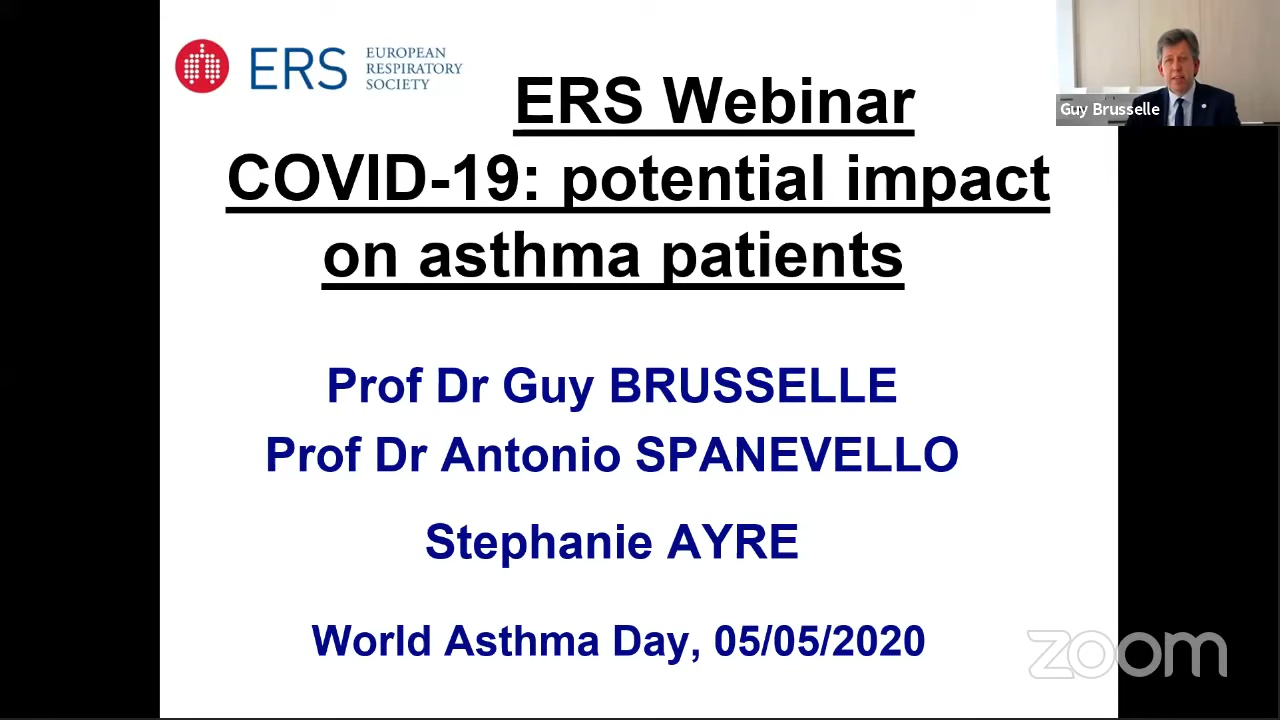 ERS
EUROPEAN
RESPIRATORY
SOCIETY
ERS Webinar
COVID-19: potential impact
on asthma patients
Guy Brusselle
Prof Dr Guy BRUSSELLE
Prof Dr Antonio SPANEVELLO
Stephanie AYRE
World Asthma Day, 05/05/2020
zoom